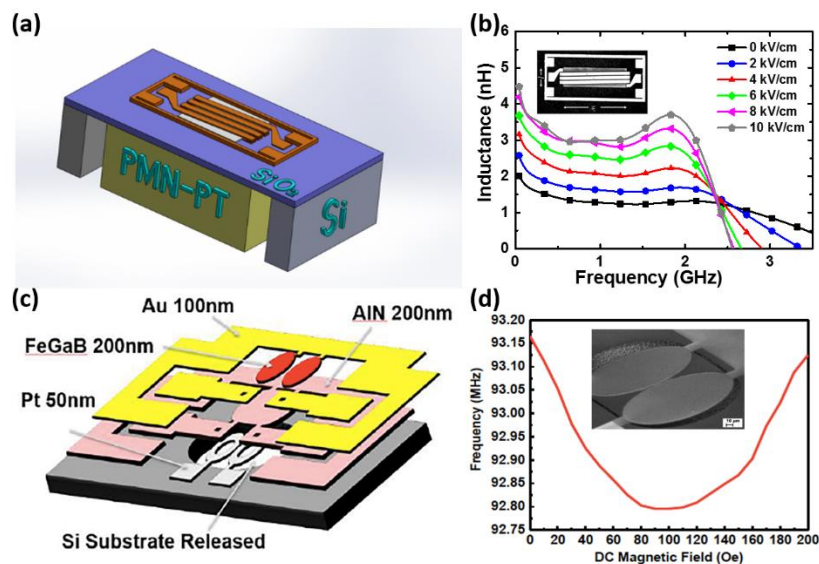 (a)
PMN-PT
SiO₂
Si
(b)
Inductance (nH)
6
5
4
3
2
1
0
0 kV/cm
2 kV/cm
4 kV/cm
6 kV/cm
8 kV/cm
10 kV/cm
0 1 2 3
Frequency (GHz)
(c)
Au 100nm
AlN 200nm
FeGaB 200nm
Pt 50nm
Si Substrate Released
(d)
Frequency (MHz)
93.20
93.15
93.10
93.05
93.00
92.95
92.90
92.85
92.80
92.75
0 20 40 60 80 100 120 140 160 180 200
DC Magnetic Field (Oe)